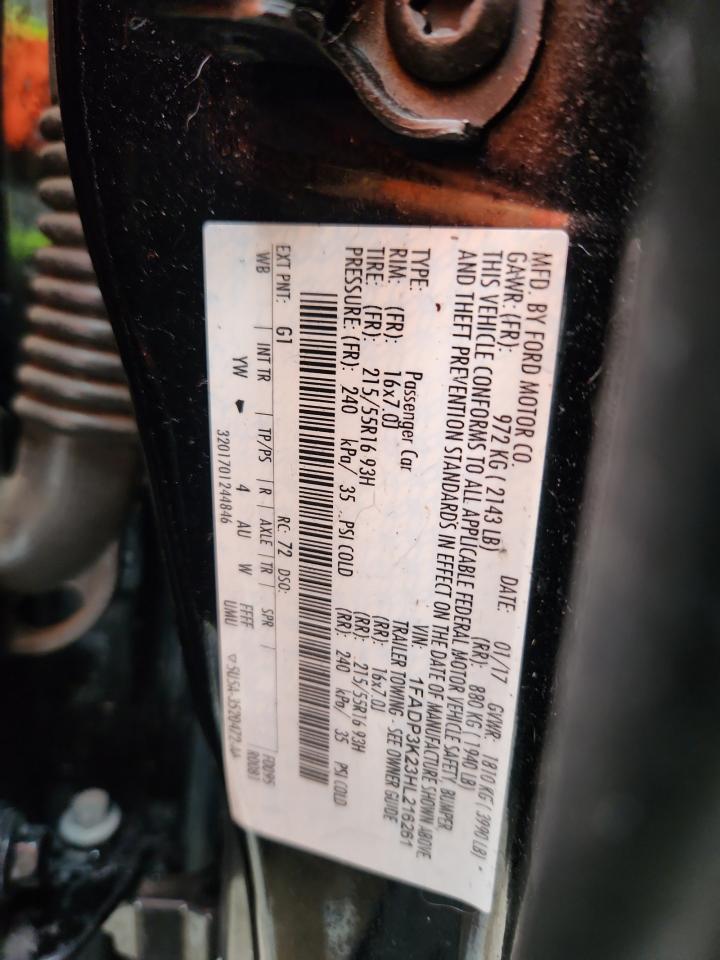 MFD. BY FORD MOTOR CO. DATE: 01/17 GVWR: 1810 KG ( 3990 LB)
GAWR: (FR): 972 KG ( 2143 LB) (RR): 880 KG ( 1940 LB)
THIS VEHICLE CONFORMS TO ALL APPLICABLE FEDERAL MOTOR VEHICLE SAFETY, BUMPER
AND THEFT PREVENTION STANDARDS IN EFFECT ON THE DATE OF MANUFACTURE SHOWN ABOVE
VIN: 1FADP3K23HL216261
TYPE: Passenger Car TRAILER TOWING - SEE OWNER GUIDE
RIM: (FR): 16x7.0J (RR): 16x7.0J
TIRE: (FR): 215/55R16 93H (RR): 215/55R16 93H
PRESSURE: (FR): 240 kPa/ 35 PSI COLD (RR): 240 kPa/ 35 PSI COLD
EXT PNT: G1 RC: 72 DSO:
WB INT TR TP/PS R AXLE TR SPR
YW 4 AU W FFFF
UMU
3201701244846